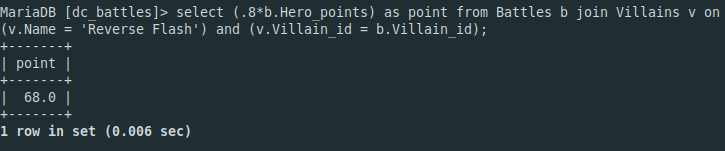 MariaDB [dc_battles]> select (.8*b.Hero_points) as point from Battles b join Villains v on
(v.Name = 'Reverse Flash') and (v.Villain_id = b.Villain_id);
+-------+
| point |
+-------+
|  68.0 |
+-------+
1 row in set (0.006 sec)